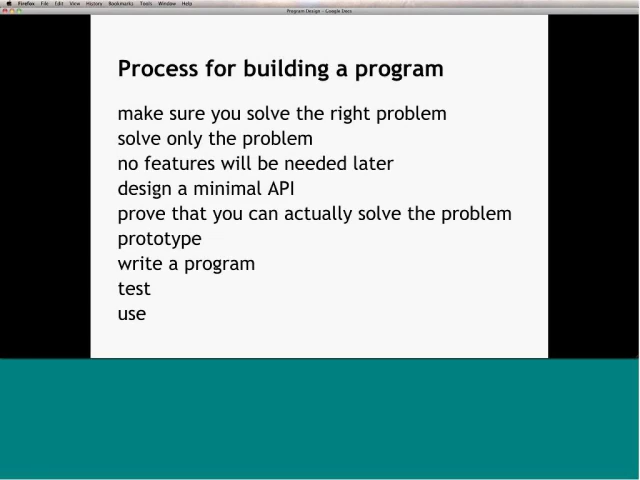 Firefox File Edit View History Bookmarks Tools Window Help
Program Design - Google Docs
Process for building a program
make sure you solve the right problem
solve only the problem
no features will be needed later
design a minimal API
prove that you can actually solve the problem
prototype
write a program
test
use